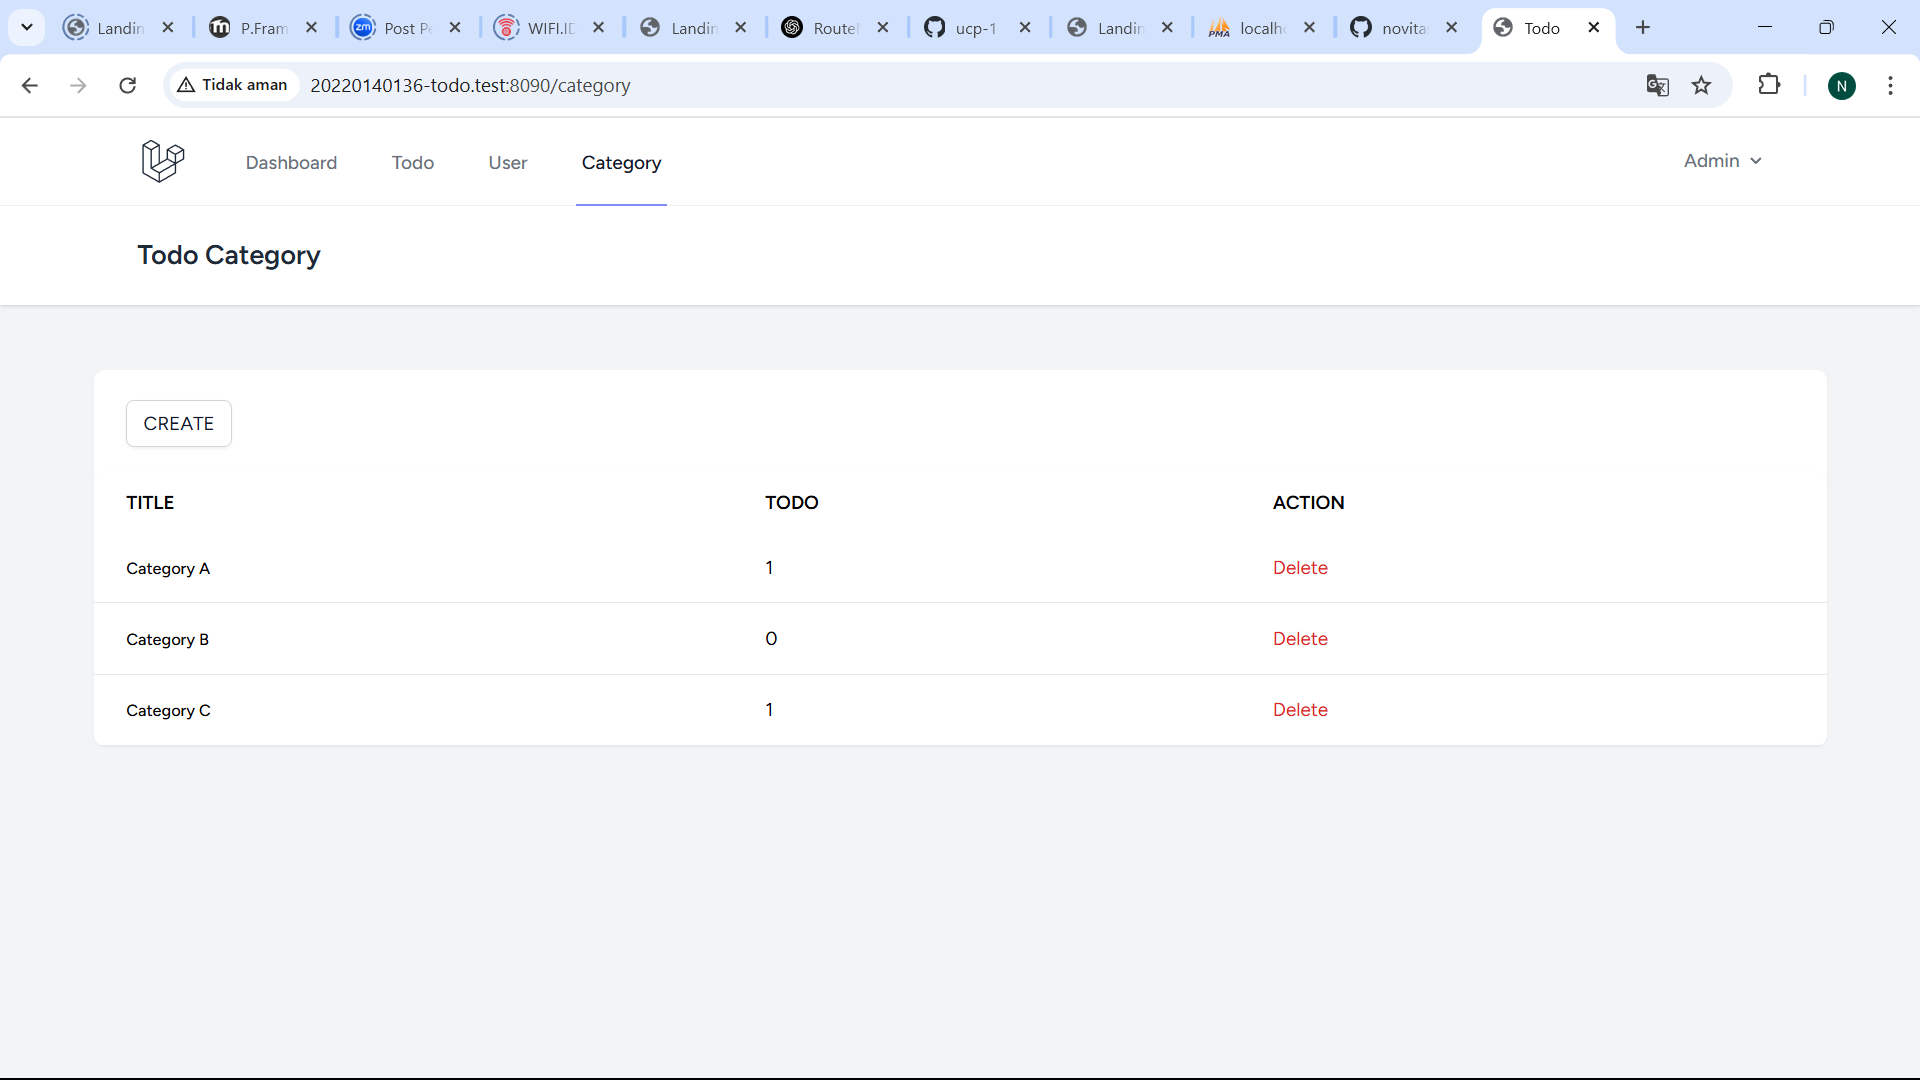 Landin P.Fram Post P WIFI.ID Landin Route ucp-1 Landin localh novita Todo
Tidak aman 20220140136-todo.test:8090/category N
Dashboard Todo User Category Admin
Todo Category
CREATE
TITLE TODO ACTION
Category A 1 Delete
Category B 0 Delete
Category C 1 Delete